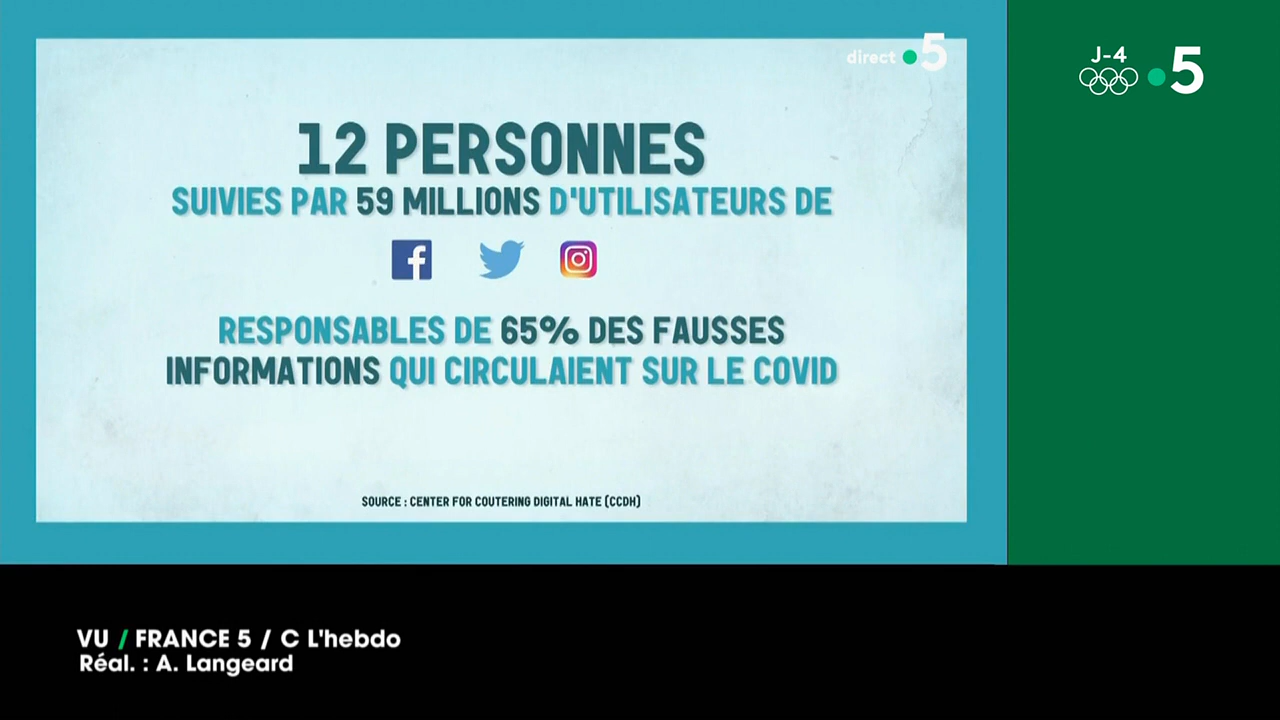 direct 5
J-4
5
12 PERSONNES
SUIVIES PAR 59 MILLIONS D'UTILISATEURS DE
RESPONSABLES DE 65% DES FAUSSES
INFORMATIONS QUI CIRCULAIENT SUR LE COVID
SOURCE : CENTER FOR COUTERING DIGITAL HATE (CCDH)
VU / FRANCE 5 / C L'hebdo
Réal. : A. Langeard